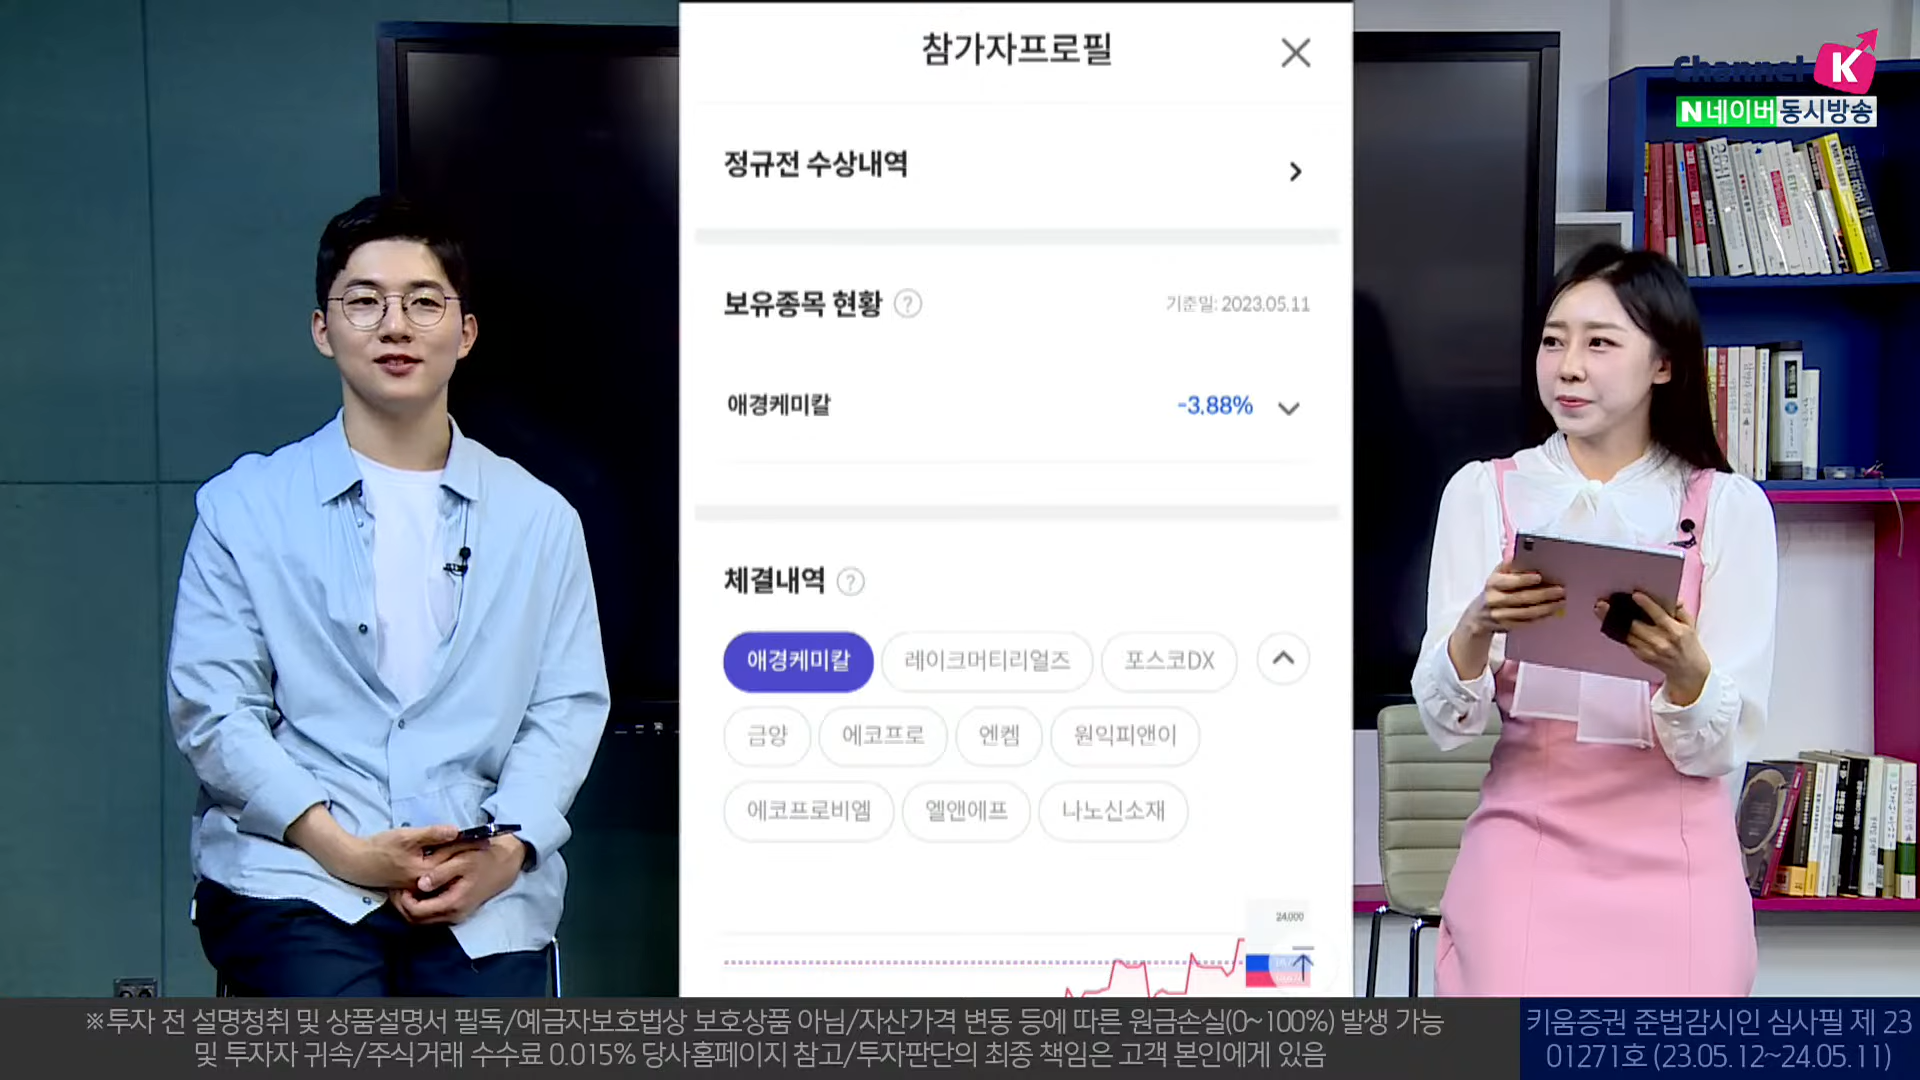 참가자프로필
Channel K
N네이버동시방송
정규전 수상내역
보유종목 현황 ?
기준일: 2023.05.11
애경케미칼 -3.88%
체결내역 ?
애경케미칼 레이크머티리얼즈 포스코DX
금양 에코프로 엔켐 원익피앤이
에코프로비엠 엘앤에프 나노신소재
24,000
※투자 전 설명청취 및 상품설명서 필독/예금자보호법상 보호상품 아님/자산가격 변동 등에 따른 원금손실(0~100%) 발생 가능
및 투자자 귀속/주식거래 수수료 0.015% 당사홈페이지 참고/투자판단의 최종 책임은 고객 본인에게 있음
키움증권 준법감시인 심사필 제 23
01271호 (23.05.12~24.05.11)